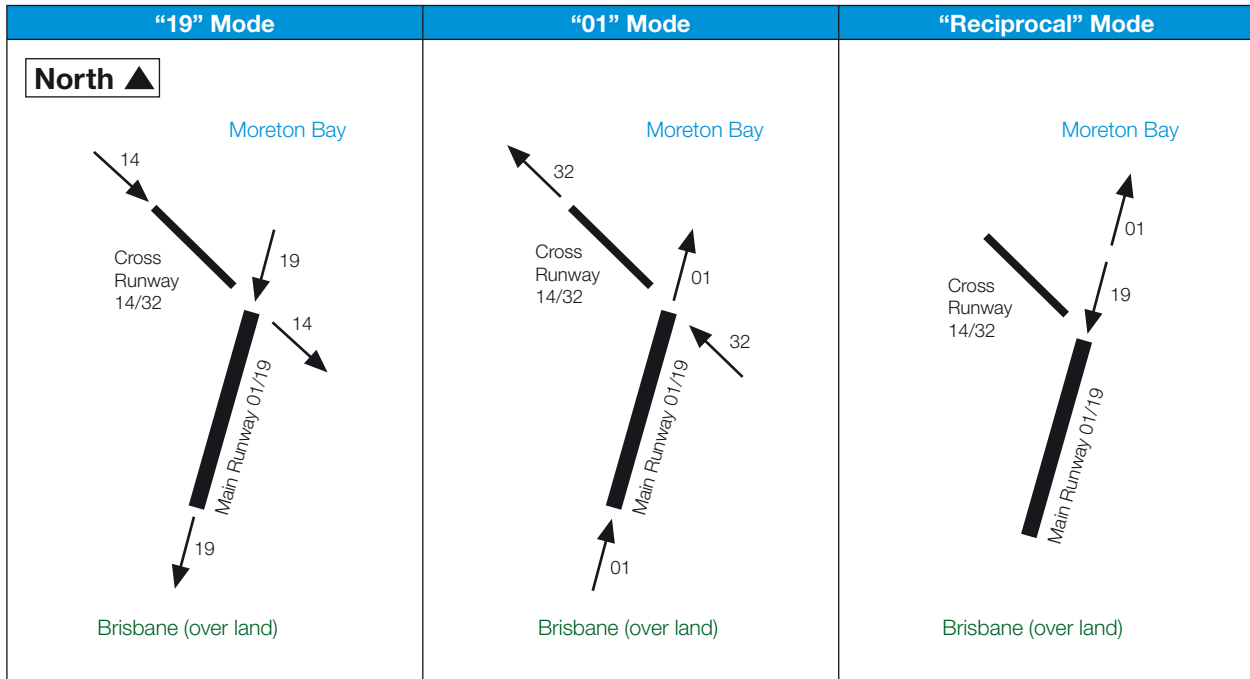 “19” Mode
“01” Mode
“Reciprocal” Mode
North
Moreton Bay
14
19
Cross
Runway
14/32
14
Main Runway 01/19
19
Brisbane (over land)
Moreton Bay
32
Cross
Runway
14/32
01
32
Main Runway 01/19
01
Brisbane (over land)
Moreton Bay
01
Cross
Runway
14/32
19
Main Runway 01/19
Brisbane (over land)